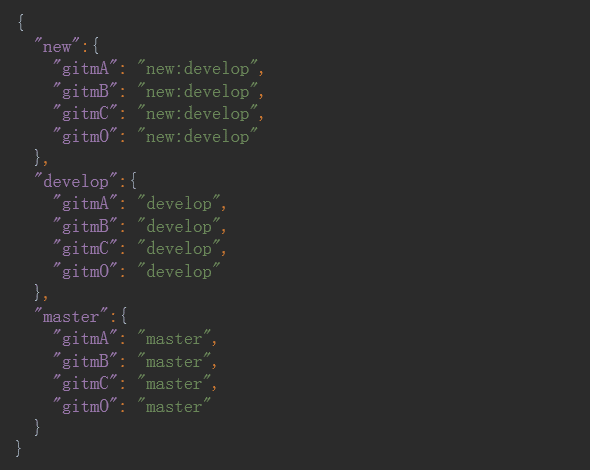 {
  "new":{
    "gitmA": "new:develop",
    "gitmB": "new:develop",
    "gitmC": "new:develop",
    "gitmO": "new:develop"
  },
  "develop":{
    "gitmA": "develop",
    "gitmB": "develop",
    "gitmC": "develop",
    "gitmO": "develop"
  },
  "master":{
    "gitmA": "master",
    "gitmB": "master",
    "gitmC": "master",
    "gitmO": "master"
  }
}